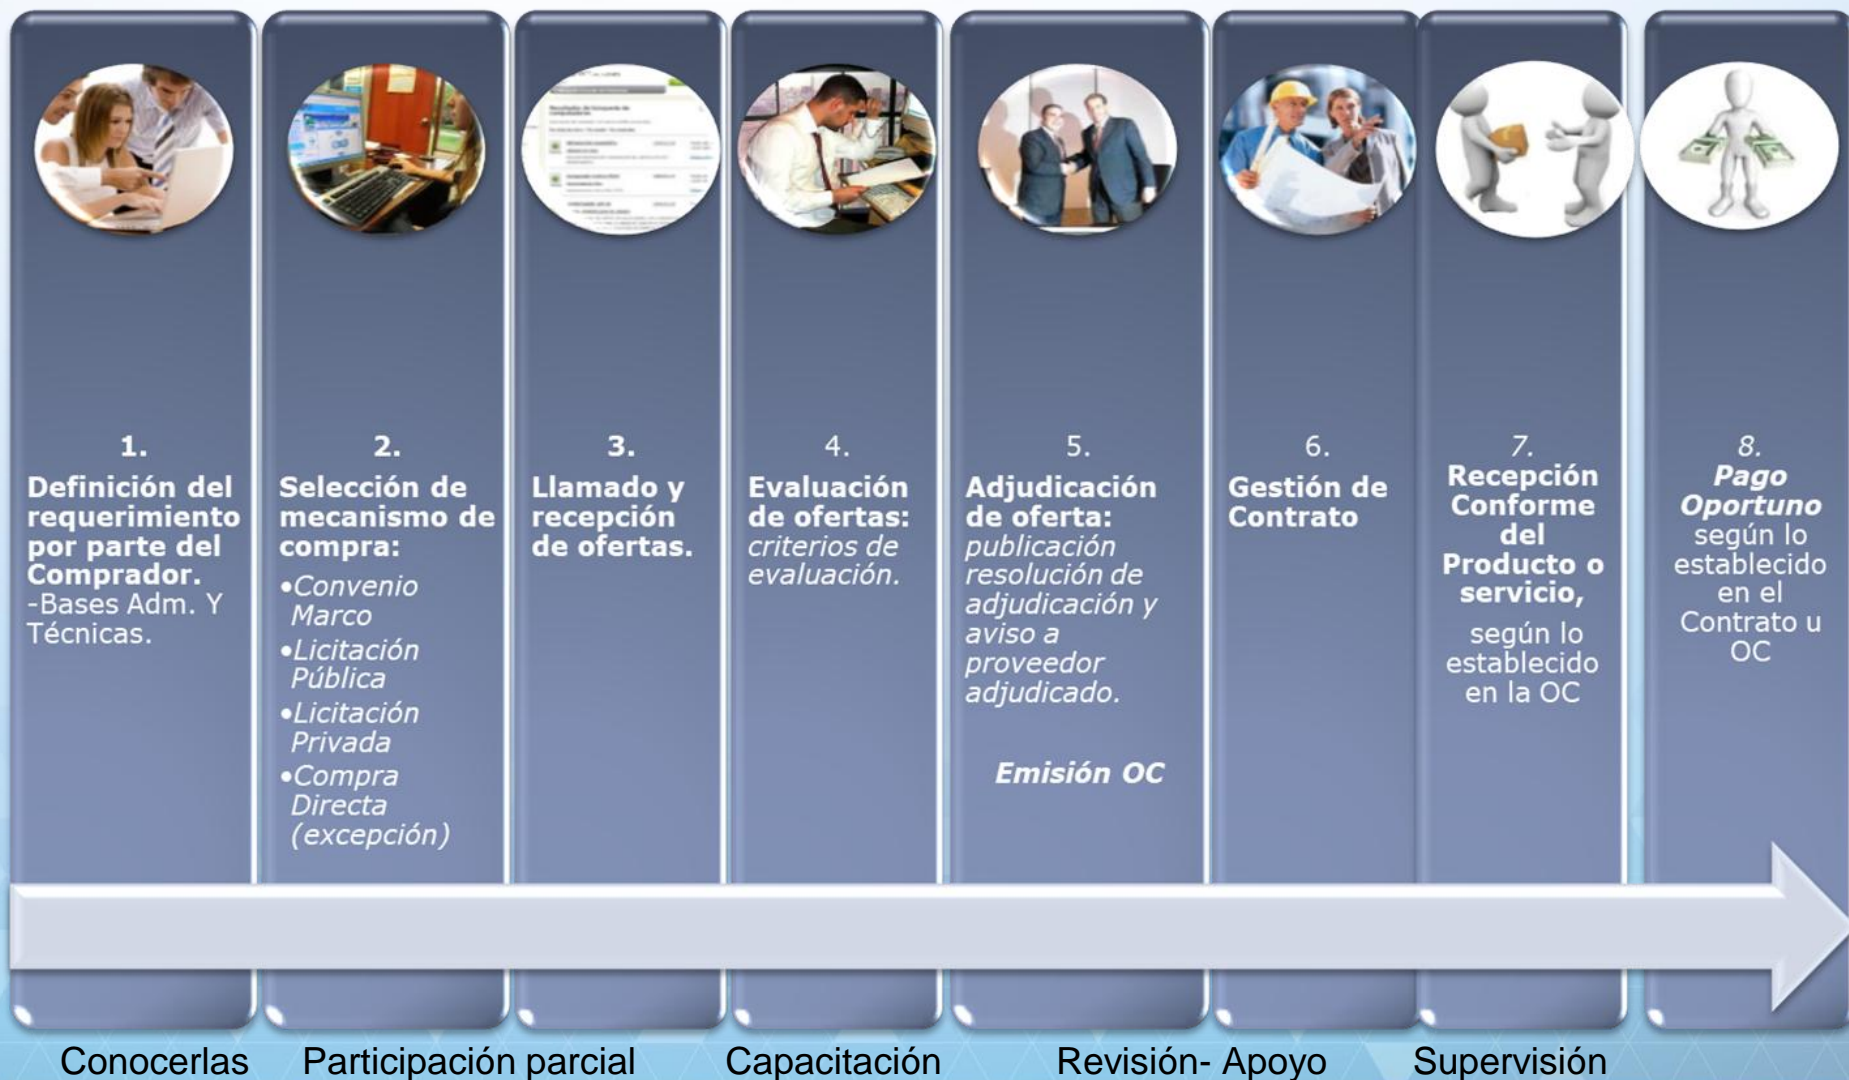 1.
Definición del
requerimiento
por parte del
Comprador.
-Bases Adm. Y
Técnicas.
2.
Selección de
mecanismo de
compra:
•Convenio
Marco
•Licitación
Pública
•Licitación
Privada
•Compra
Directa
(excepción)
3.
Llamado y
recepción
de ofertas.
4.
Evaluación
de ofertas:
criterios de
evaluación.
5.
Adjudicación
de oferta:
publicación
resolución de
adjudicación y
aviso a
proveedor
adjudicado.
Emisión OC
6.
Gestión de
Contrato
7.
Recepción
Conforme
del
Producto o
servicio,
según lo
establecido
en la OC
8.
Pago
Oportuno
según lo
establecido
en el
Contrato u
OC
Conocerlas
Participación parcial
Capacitación
Revisión- Apoyo
Supervisión